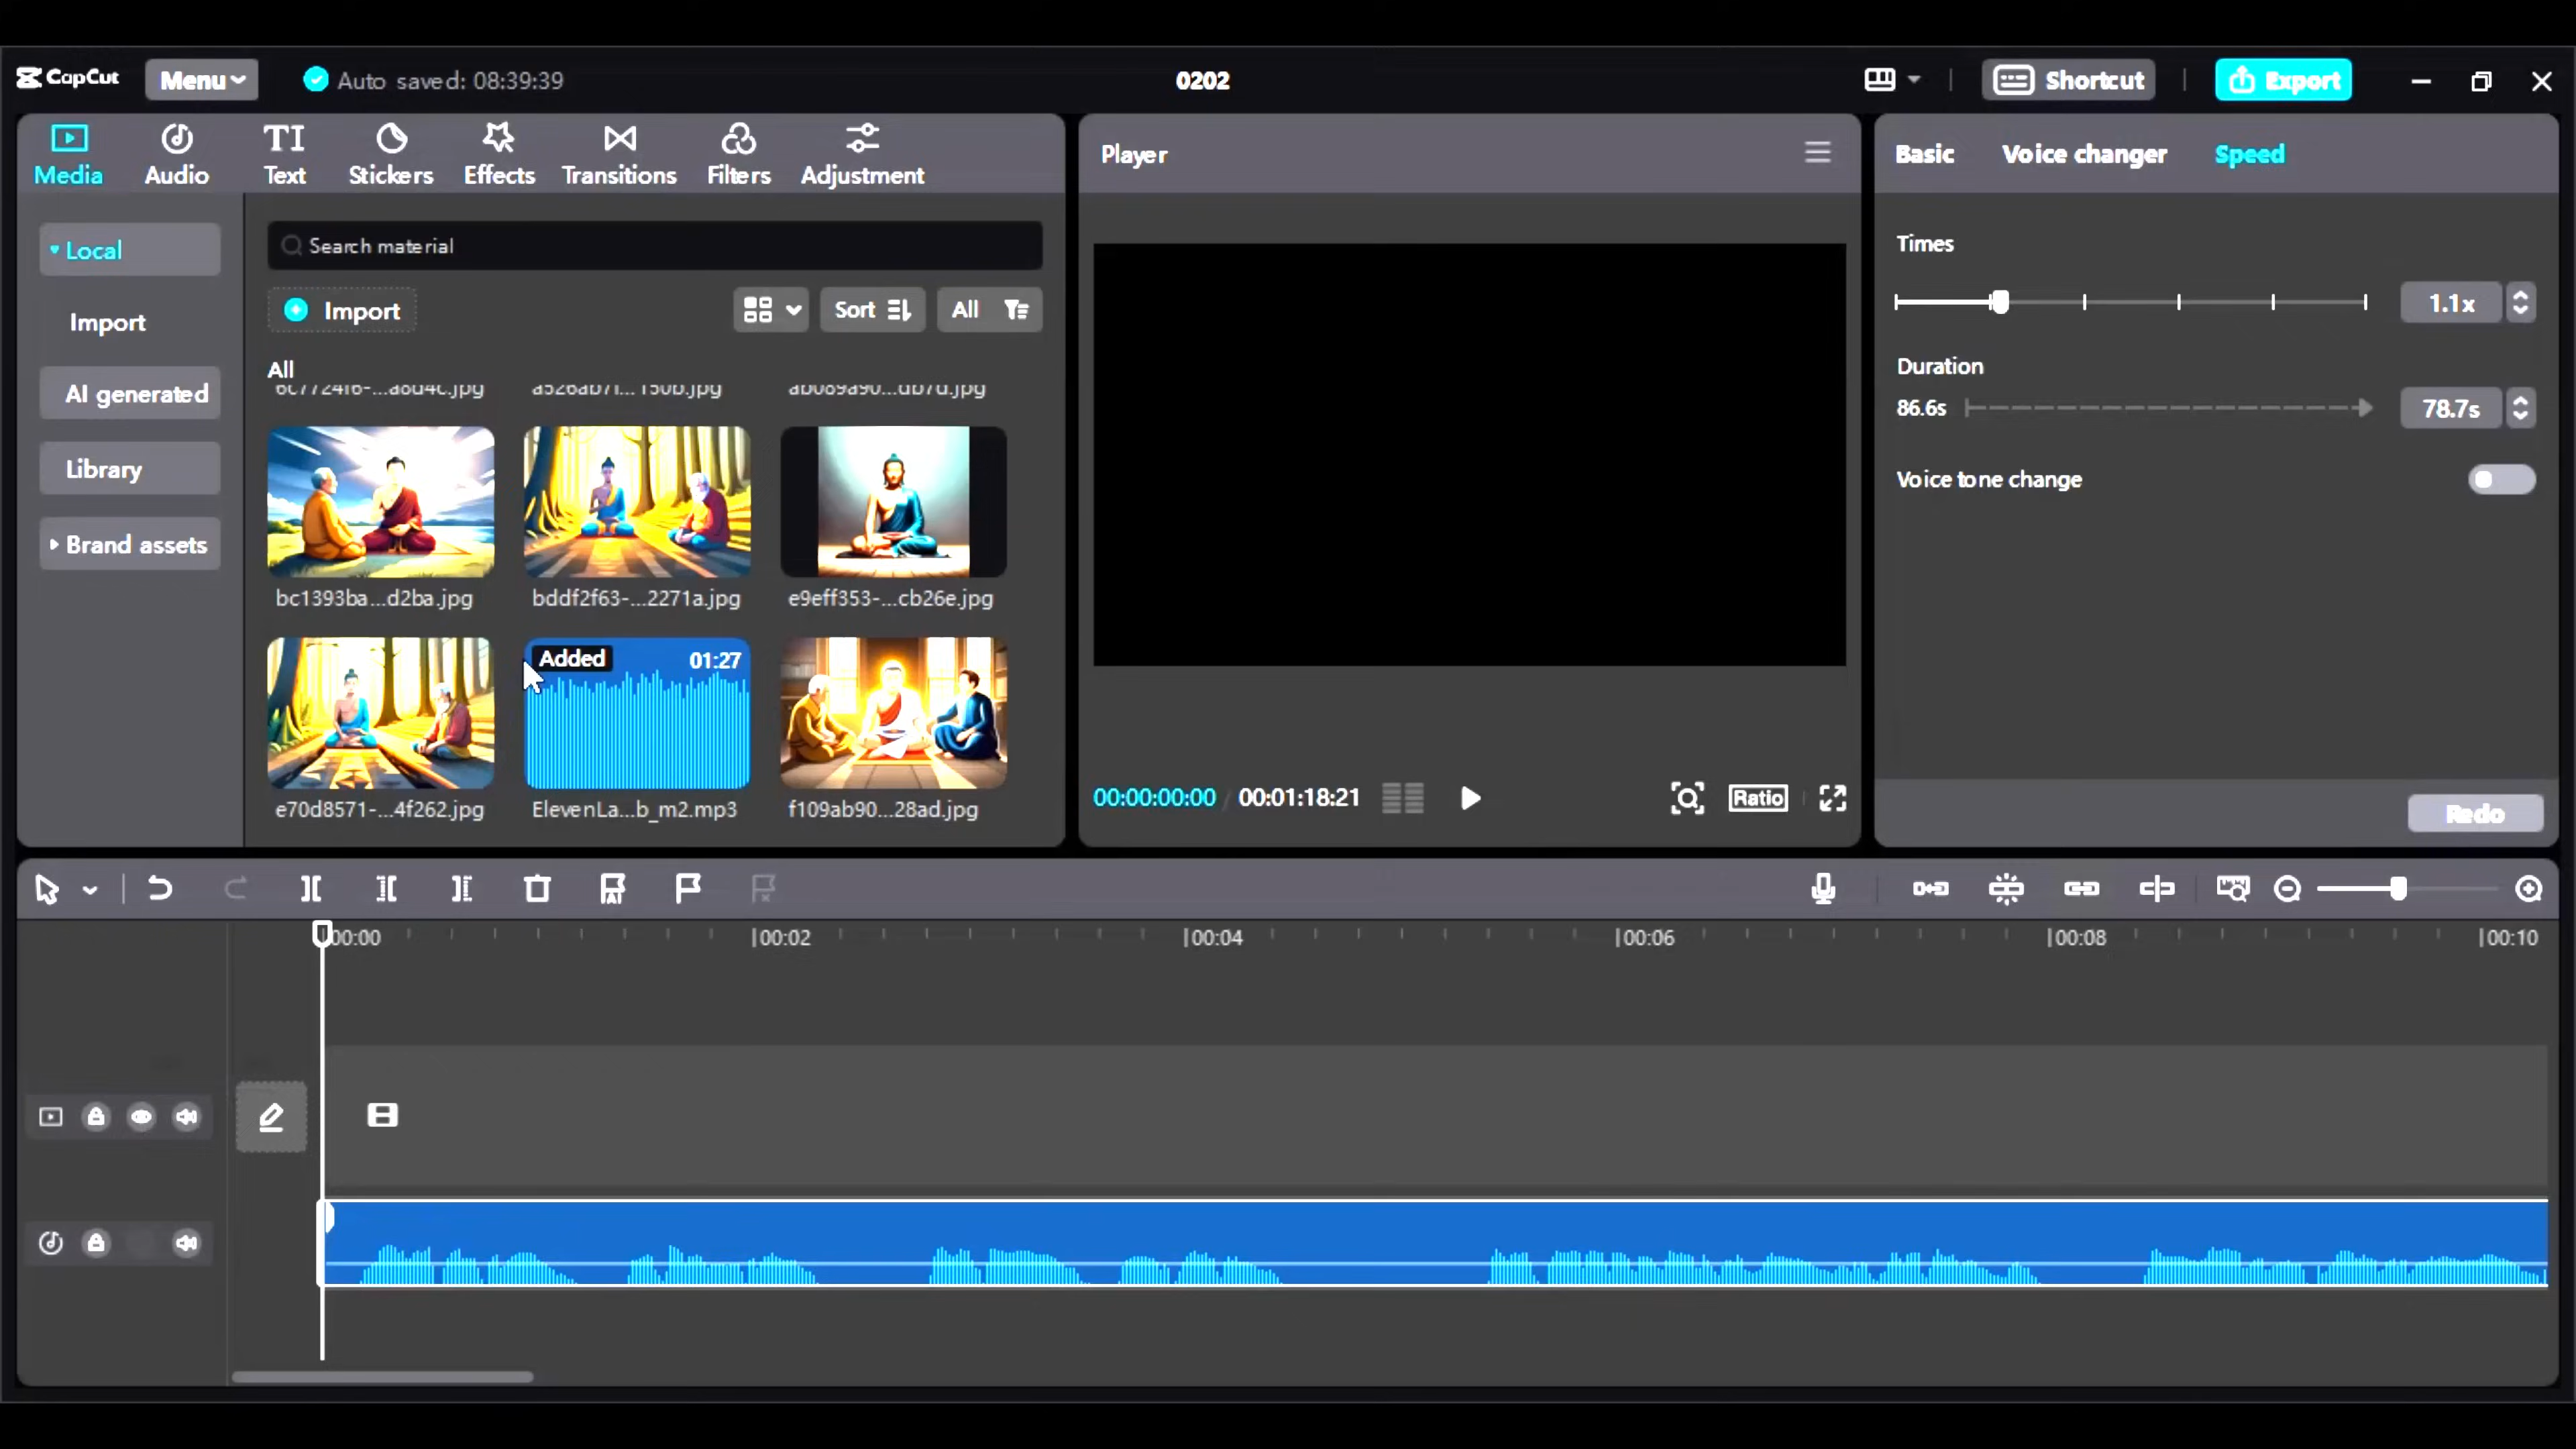 CapCut
Menu
Auto saved: 08:39:39
0202
Shortcut
Export
Media
Audio
TI
Text
Stickers
Effects
Transitions
Filters
Adjustment
Local
Import
AI generated
Library
Brand assets
Search material
Import
Sort
All
All
bc1393ba...d2ba.jpg
bddf2f63-...2271a.jpg
e9eff353-...cb26e.jpg
Added
01:27
e70d8571-...4f262.jpg
ElevenLa...b_m2.mp3
f109ab90...28ad.jpg
Player
00:00:00:00 / 00:01:18:21
Ratio
Basic
Voice changer
Speed
Times
1.1x
Duration
86.6s
78.7s
Voice tone change
Redo
00:00
00:02
00:04
00:06
00:08
00:10